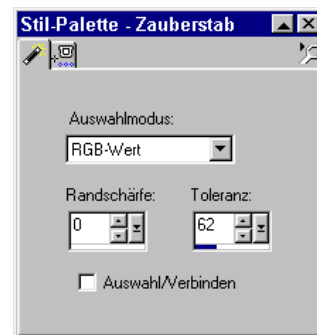 Stil-Palette - Zauberstab
Auswahlmodus:
RGB-Wert
Randschärfe: Toleranz:
0 62
Auswahl/Verbinden